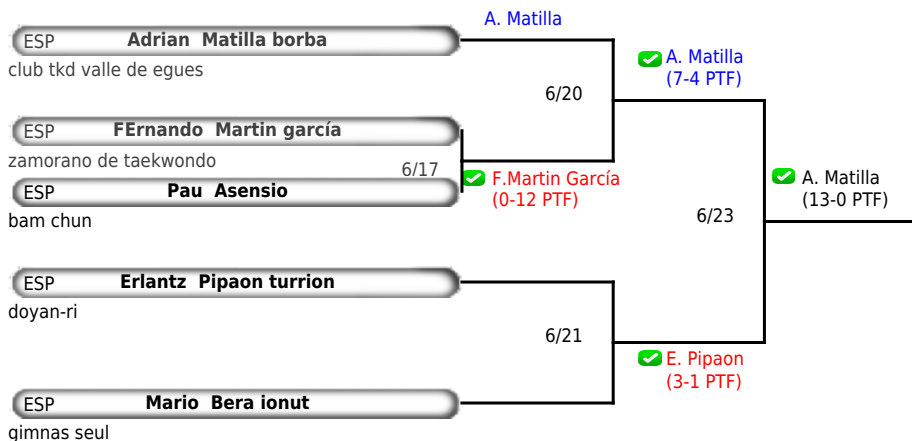 A. Matilla
ESP Adrian Matilla borba
club tkd valle de egues
A. Matilla
(7-4 PTF)
6/20
ESP FErnando Martin garcía
zamorano de taekwondo
6/17
F.Martin García
(0-12 PTF)
ESP Pau Asensio
bam chun
A. Matilla
(13-0 PTF)
6/23
ESP Erlantz Pipaon turrion
doyan-ri
6/21
E. Pipaon
(3-1 PTF)
ESP Mario Bera ionut
gimnas seul